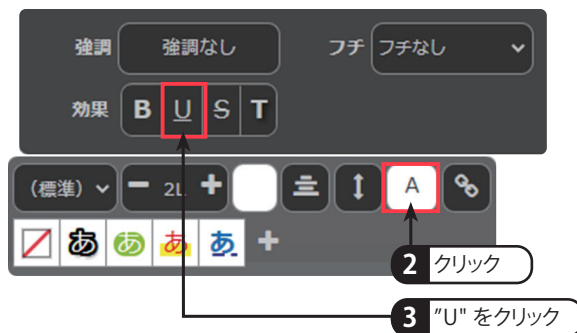 強調 強調なし フチ フチなし
効果 B U S T
(標準) 2L A
あ あ あ あ
2 クリック
3 "U" をクリック